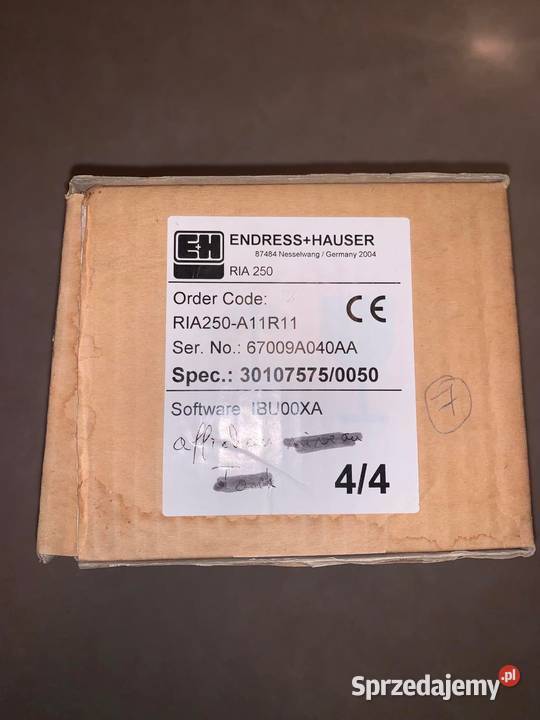 E+H
ENDRESS+HAUSER
87484 Nesselwang / Germany 2004
RIA 250
Order Code:
RIA250-A11R11
CE
Ser. No.: 67009A040AA
Spec.: 30107575/0050
Software IBU00XA
4/4
7
Sprzedajemy.pl